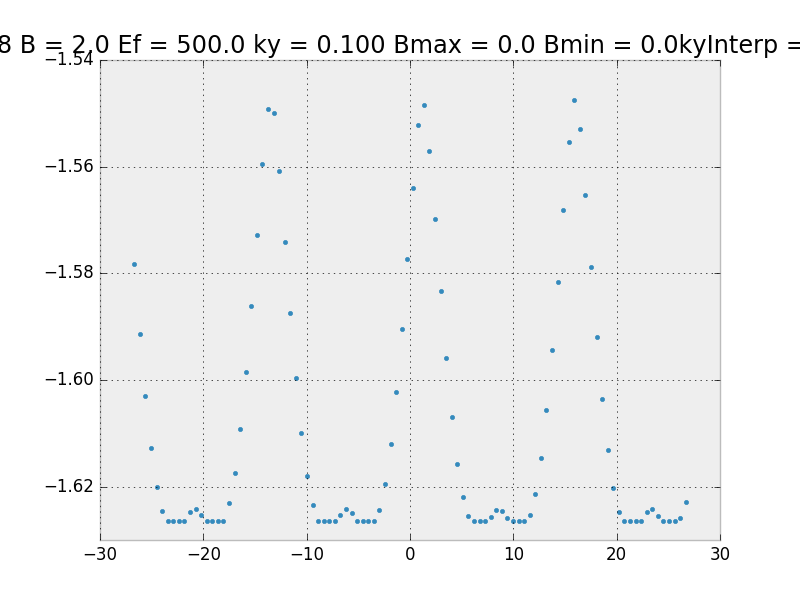 8 B = 2.0 Ef = 500.0 ky = 0.100 Bmax = 0.0 Bmin = 0.0kyInterp =
−1.54
−1.56
−1.58
−1.60
−1.62
−30 −20 −10 0 10 20 30